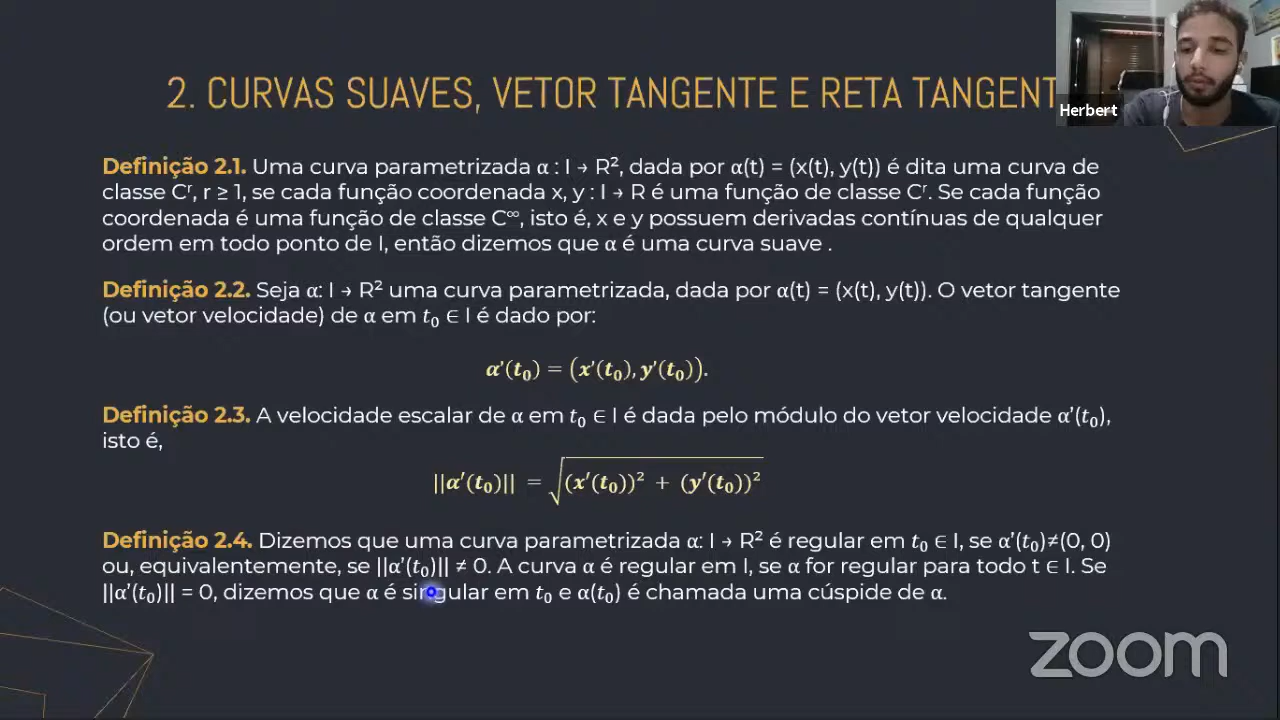 2. CURVAS SUAVES, VETOR TANGENTE E RETA TANGENT
Herbert
Definição 2.1. Uma curva parametrizada α : I → R², dada por α(t) = (x(t), y(t)) é dita uma curva de
classe Cʳ, r ≥ 1, se cada função coordenada x, y : I → R é uma função de classe Cʳ. Se cada função
coordenada é uma função de classe C^∞, isto é, x e y possuem derivadas contínuas de qualquer
ordem em todo ponto de I, então dizemos que α é uma curva suave .
Definição 2.2. Seja α: I → R² uma curva parametrizada, dada por α(t) = (x(t), y(t)). O vetor tangente
(ou vetor velocidade) de α em t₀ ∈ I é dado por:
α’(t₀) = (x’(t₀), y’(t₀)).
Definição 2.3. A velocidade escalar de α em t₀ ∈ I é dada pelo módulo do vetor velocidade α’(t₀),
isto é,
||α’(t₀)|| = √((x’(t₀))² + (y’(t₀))²)
Definição 2.4. Dizemos que uma curva parametrizada α: I → R² é regular em t₀ ∈ I, se α’(t₀)≠(0, 0)
ou, equivalentemente, se ||α’(t₀)|| ≠ 0. A curva α é regular em I, se α for regular para todo t ∈ I. Se
||α’(t₀)|| = 0, dizemos que α é singular em t₀ e α(t₀) é chamada uma cúspide de α.
zoom